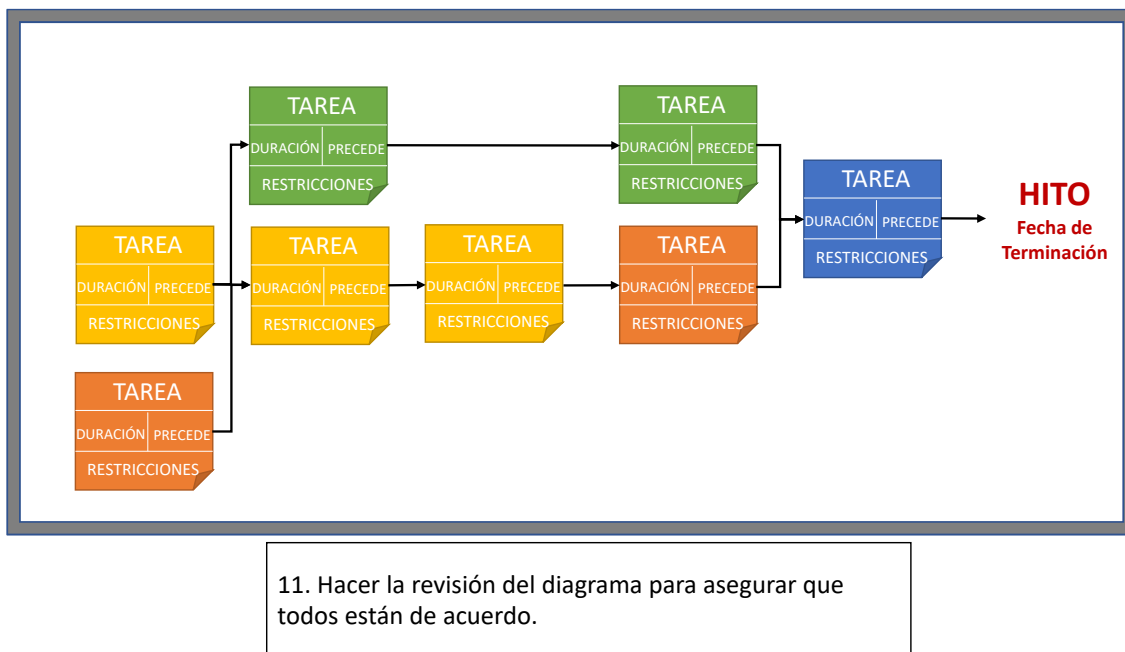 TAREA
DURACIÓN PRECEDE
RESTRICCIONES
TAREA
DURACIÓN PRECEDE
RESTRICCIONES
TAREA
DURACIÓN PRECEDE
RESTRICCIONES
HITO
Fecha de
Terminación
TAREA
DURACIÓN PRECEDE
RESTRICCIONES
TAREA
DURACIÓN PRECEDE
RESTRICCIONES
TAREA
DURACIÓN PRECEDE
RESTRICCIONES
TAREA
DURACIÓN PRECEDE
RESTRICCIONES
TAREA
DURACIÓN PRECEDE
RESTRICCIONES
11. Hacer la revisión del diagrama para asegurar que
todos están de acuerdo.